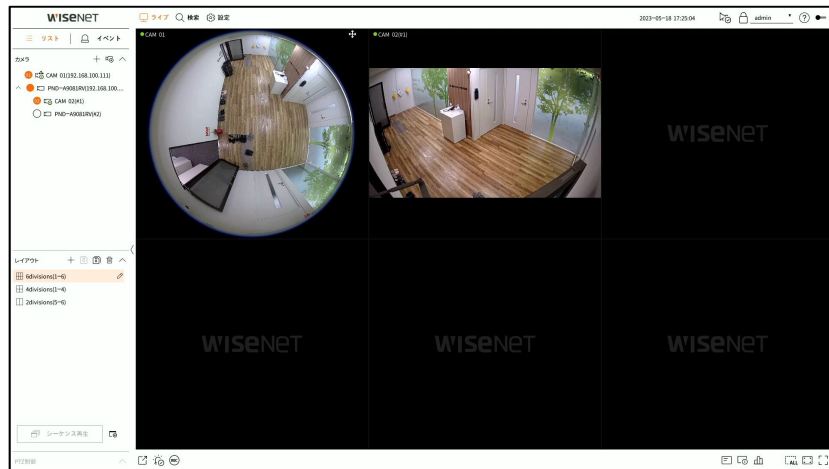 WISENET
ライブ 検索 設定
2023-05-18 17:25:04
admin
リスト イベント
カメラ
CAM 01(192.168.100.111)
PND-A9081RV(192.168.100....
CAM 02(#1)
PND-A9081RV(#2)
レイアウト
6divisions(1~6)
4divisions(1~4)
2divisions(5~6)
シーケンス再生
PTZ制御
CAM 01
CAM 02(#1)
WISENET
WISENET
WISENET
WISENET
REC
ALL